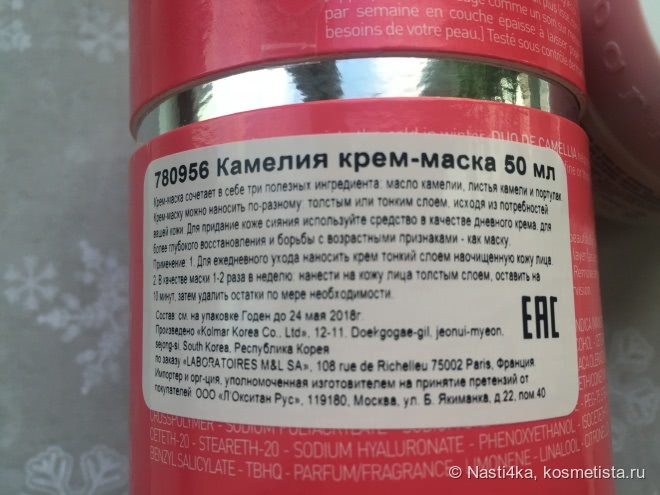 par semaine en couche épaisse à laisser
besoins de votre peau.] Testé sous contrôle
DUO DE CAMELLIA
780956 Камелия крем-маска 50 мл
Крем-маска сочетает в себе три полезных ингредиента: масло камелии, листья камели и портулак
Крем-маску можно наносить по-разному: толстым или тонким слоем, исходя из потребностей
вашей кожи. Для придание коже сияния используйте средство в качестве дневного крема, для
более глубокого восстановления и борьбы с возрастными признаками - как маску.
Применение: 1. Для ежедневного ухода наносить крем тонкий слоем наочищенную кожу лица.
2. В качестве маски 1-2 раза в неделю: нанести на кожу лица толстым слоем, оставить на
10 минут, затем удалить остатки по мере необходимости.
Состав: см. на упаковке Годен до 24 мая 2018г.
Произведено «Kolmar Korea Co., Ltd», 12-11, Doekgogae-gil, jeonui-myeon,
sejong-si, South Korea, Республика Корея
по заказу «LABORATOIRES M&L SA», 108 rue de Richelleu 75002 Paris, Франция
Импортер и орг-ция, уполномоченная изготовителем на принятие претензий от
покупателей: ООО «Л'Окситан Рус», 119180, Москва, ул. Б. Якиманка, д.22, пом.40
EAC
CROSSPOLYMER - SODIUM
CETETH-20 - STEARETH-20 - SODIUM HYALURONATE - PHENOXYETHANOL
BENZYL SALICYLATE - TBHQ - PARFUM/FRAGRANCE - LIMONENE - LINALOOL -
© Nasti4ka, kosmetista.ru